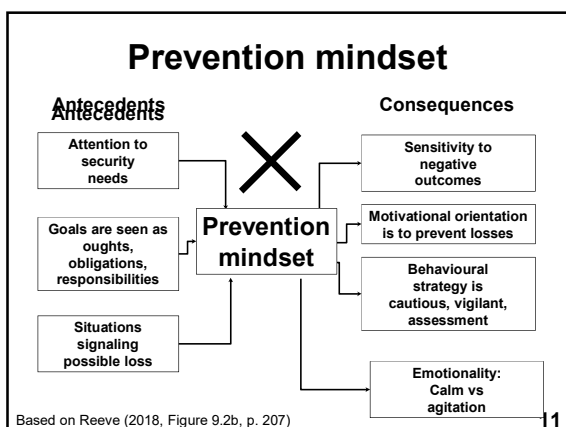 Prevention mindset
Antecedents
Antecedents
Consequences
Attention to
security
needs
Goals are seen as
oughts,
obligations,
responsibilities
Situations
signaling
possible loss
Prevention
mindset
Sensitivity to
negative
outcomes
Motivational orientation
is to prevent losses
Behavioural
strategy is
cautious, vigilant,
assessment
Emotionality:
Calm vs
agitation
Based on Reeve (2018, Figure 9.2b, p. 207)
11